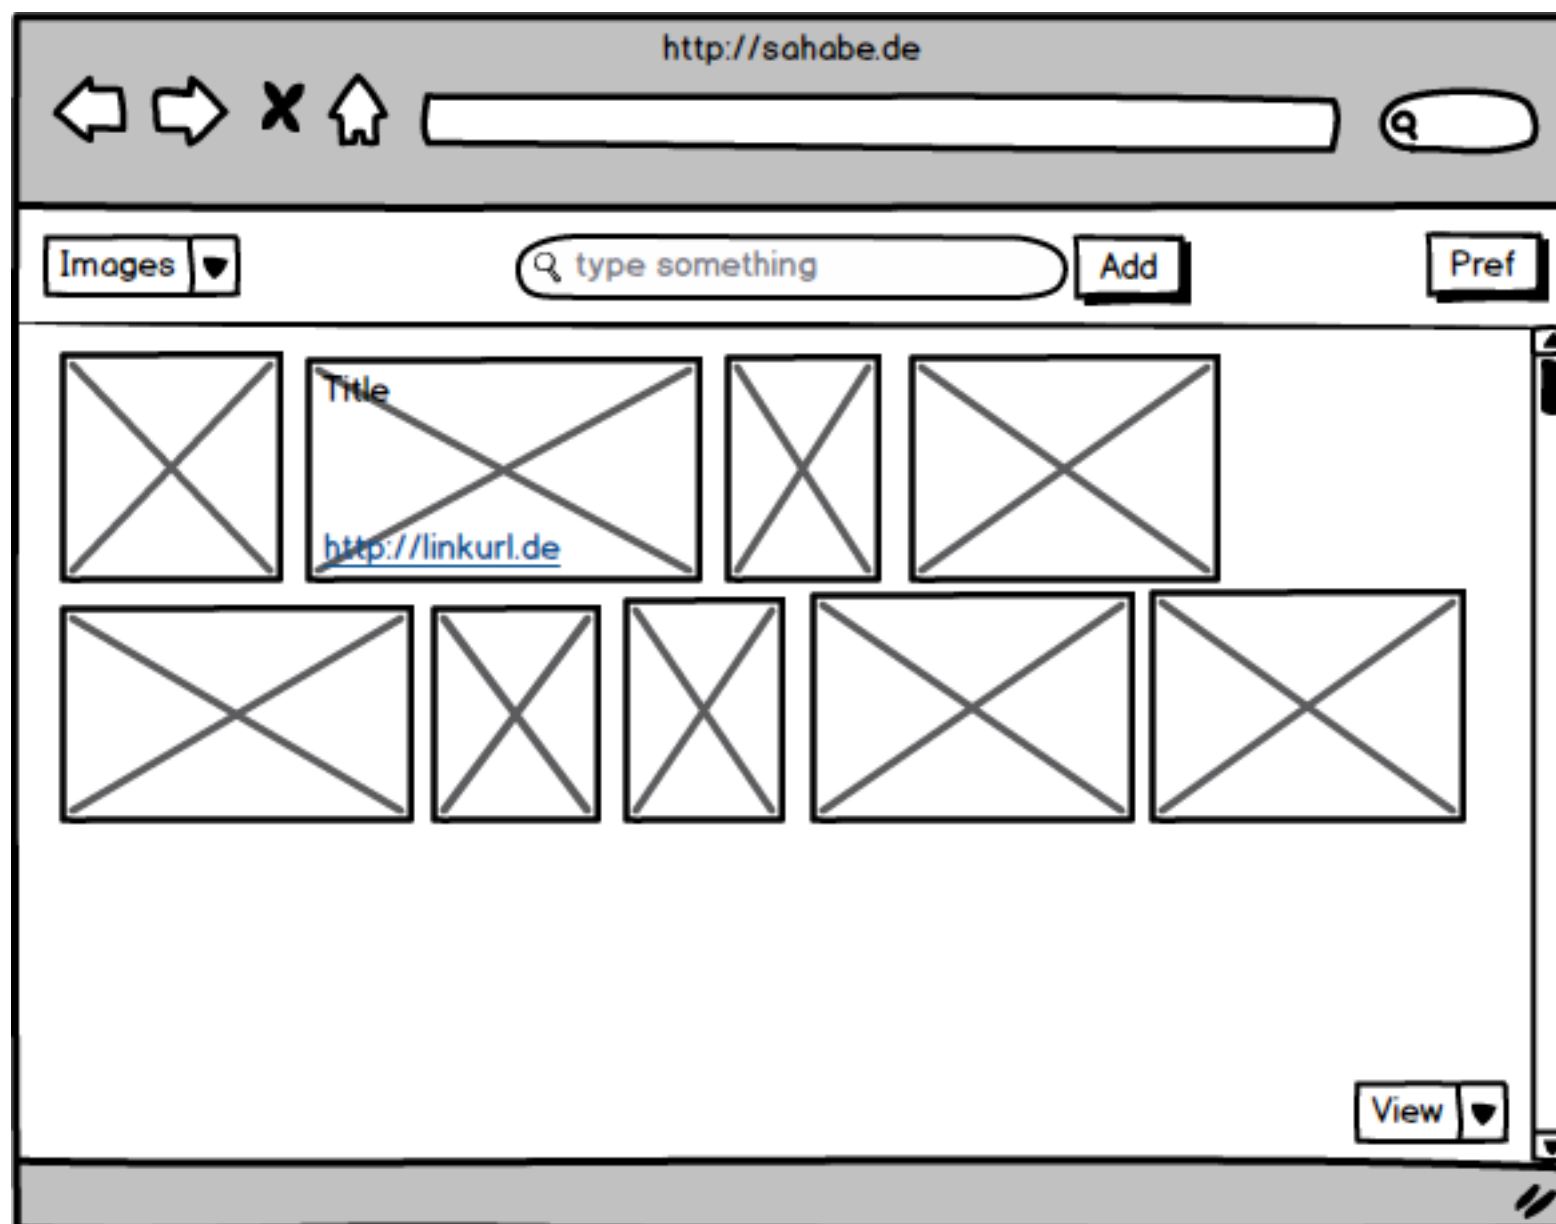 http://sahabe.de
Images
type something
Add
Pref
Title
http://linkurl.de
View